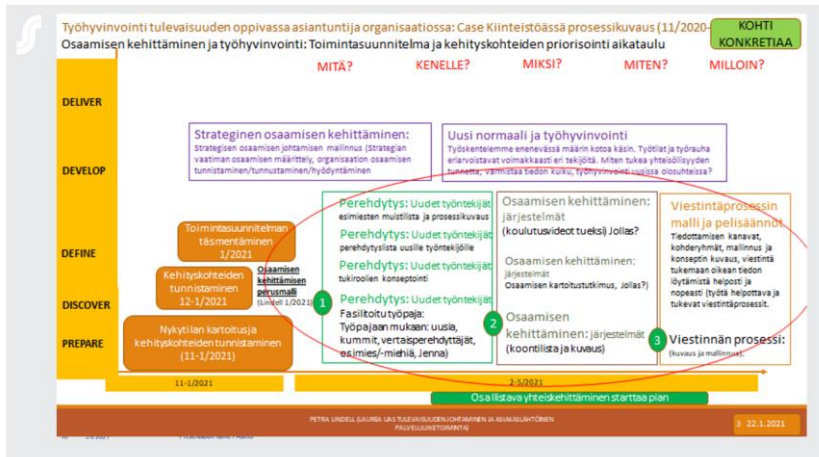 Työhyvinvointi tulevaisuuden oppivassa asiantuntija organisaatiossa: Case Kiinteistöässä prosessikuvaus (11/2020-
Osaamisen kehittäminen ja työhyvinvointi: Toimintasuunnitelma ja kehityskohteiden priorisointi aikataulu
KOHTI
KONKRETIAA
MITÄ?
KENELLE?
MIKSI?
MITEN?
MILLOIN?
DELIVER
DEVELOP
DEFINE
DISCOVER
PREPARE
Strateginen osaamisen kehittäminen:
Strategisen osaamisen johtamisen mallinnus (Strategian
vaatiman osaamisen määrittely, organisaation osaamisen
tunnistaminen/tunnustaminen/hyödyntäminen
Uusi normaali ja työhyvinvointi
Työskentelemme enenevässä määrin kotoa käsin. Työtilat ja työrauha
eriarvoistavat voimakkaasti eri tekijöitä. Miten tukea yhteisöllisyyden
tunnetta, varmistaa tiedon kulku, työhyvinvointi uusissa olosuhteissa?
Toimintasuunnitelman
täsmentäminen
1/2021
Kehityskohteiden
tunnistaminen
12-1/2021
Osaamisen
kehittämisen
perusmalli
(Lindell 1/2021)
Nykytilan kartoitus ja
kehityskohteiden tunnistaminen
(11-1/2021)
Perehdytys: Uudet työntekijät
esimiesten muistilista ja prosessikuvaus
Perehdytys: Uudet työntekijät
perehdytyslista uusille työntekijöille
Perehdytys: Uudet työntekijät
tukiroolien konseptointi
1
Perehdytys: Uudet työntekijät
Fasilitoitu työpaja:
Työpajaan mukaan: uusia,
kummit, vertaisperehdyttäjät,
esimies/-miehiä, Jenna)
Osaamisen kehittäminen:
järjestelmät
(koulutusvideot tueksi) Jollas?
Osaamisen kehittäminen:
järjestelmät
Osaamisen kartoitustutkimus, Jollas?)
2
Osaamisen
kehittäminen: järjestelmät
(koontilista ja kuvaus)
Viestintäprosessin
malli ja pelisäännöt
Tiedottamisen kanavat,
kohderyhmät, mallinnus ja
konseptin kuvaus, viestintä
tukemaan oikean tiedon
löytämistä helposti ja
nopeasti (työtä helpottava ja
tukevat viestintäprosessit.
3
Viestinnän prosessi:
(kuvaus ja mallinnus),
11-1/2021
2-5/2021
Osallistava yhteiskehittäminen starttaa pian
PETRA LINDELL (LAUREA UAS TULEVAISUUDEN JOHTAMINEN JA ASIAKASLÄHTÖINEN
PALVELULIIKETOIMINTA)
3 22.1.2021